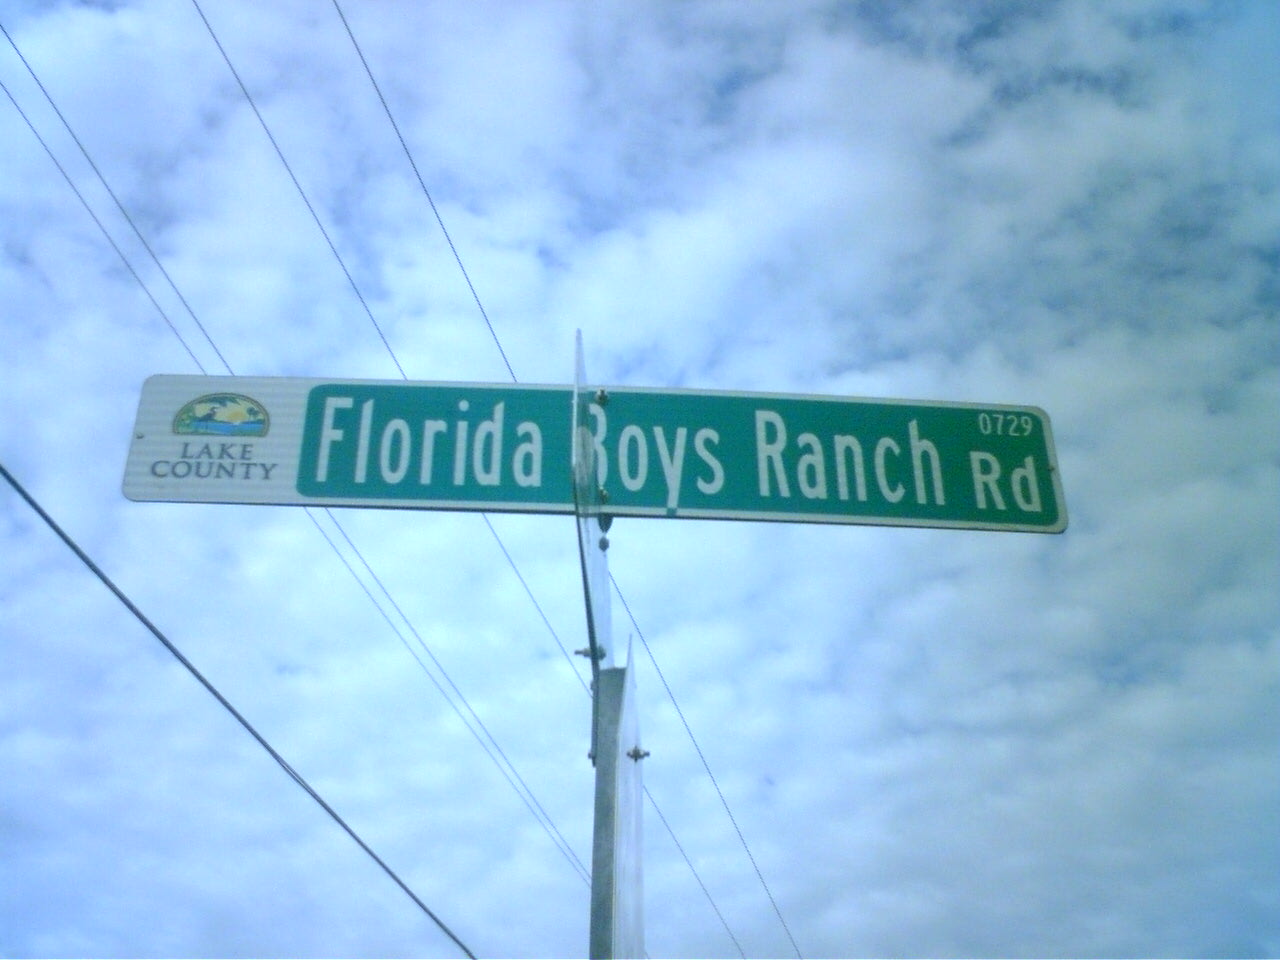 LAKE
COUNTY
Florida Boys Ranch Rd
0729